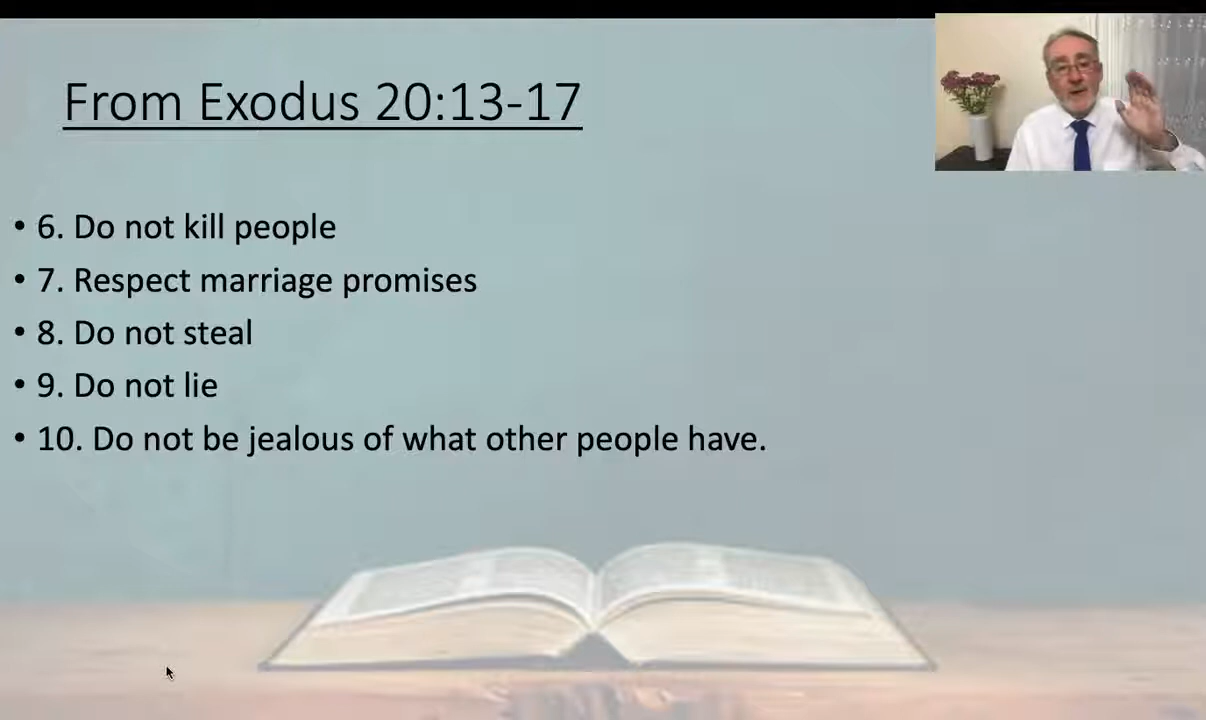 From Exodus 20:13-17
• 6. Do not kill people
• 7. Respect marriage promises
• 8. Do not steal
• 9. Do not lie
• 10. Do not be jealous of what other people have.